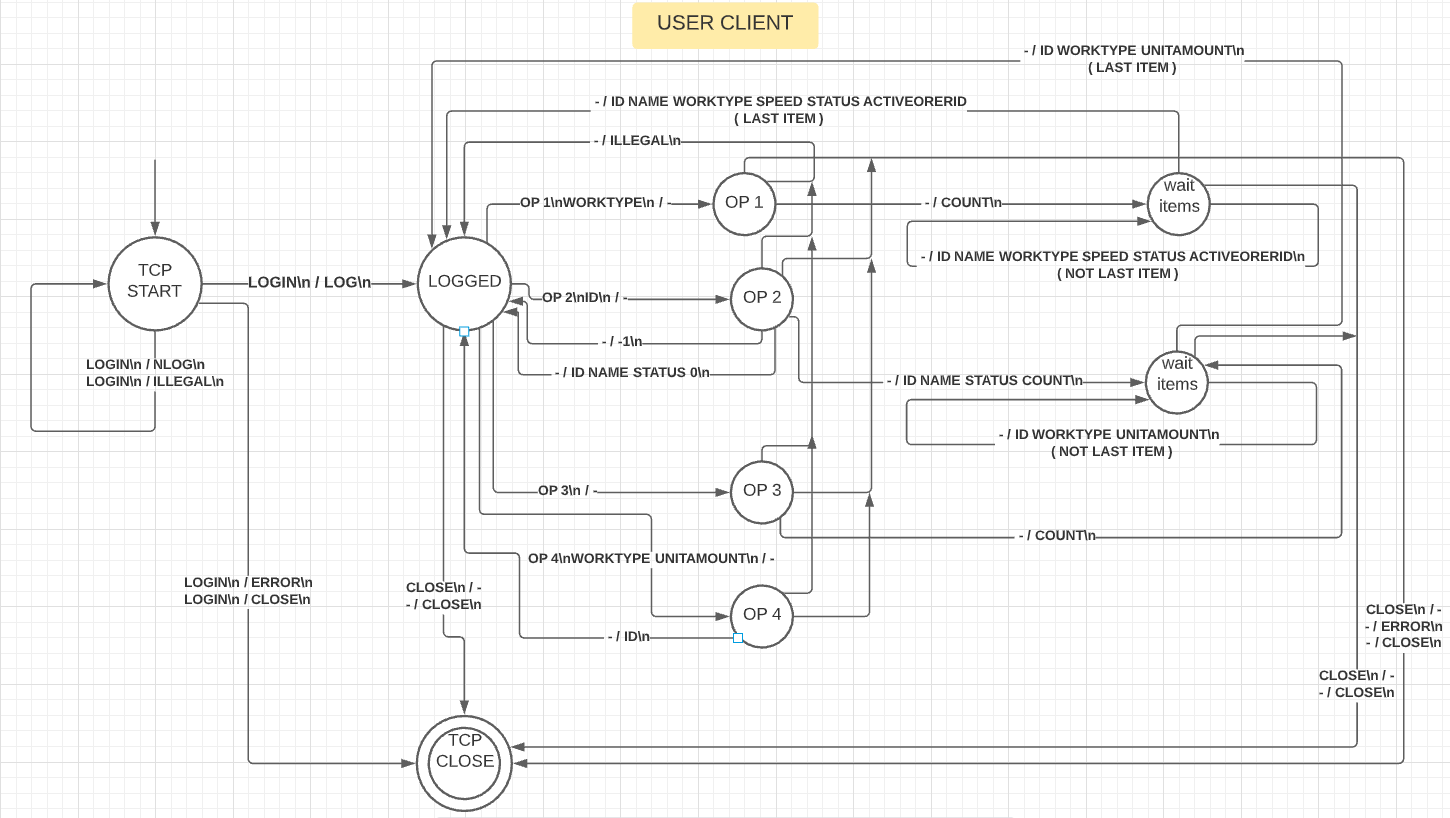 USER CLIENT
- / ID WORKTYPE UNITAMOUNT\n
( LAST ITEM )
- / ID NAME WORKTYPE SPEED STATUS ACTIVEORERID
( LAST ITEM )
- / ILLEGAL\n
OP 1\nWORKTYPE\n / -
OP 1
- / COUNT\n
wait
items
- / ID NAME WORKTYPE SPEED STATUS ACTIVEORERID\n
( NOT LAST ITEM )
TCP
START
LOGIN\n / LOG\n
LOGGED
OP 2\nID\n / -
OP 2
- / -1\n
- / ID NAME STATUS 0\n
- / ID NAME STATUS COUNT\n
wait
items
LOGIN\n / NLOG\n
LOGIN\n / ILLEGAL\n
- / ID WORKTYPE UNITAMOUNT\n
( NOT LAST ITEM )
OP 3\n / -
OP 3
- / COUNT\n
OP 4\nWORKTYPE UNITAMOUNT\n / -
LOGIN\n / ERROR\n
LOGIN\n / CLOSE\n
CLOSE\n / -
- / CLOSE\n
OP 4
- / ID\n
CLOSE\n / -
- / ERROR\n
- / CLOSE\n
CLOSE\n / -
- / CLOSE\n
TCP
CLOSE